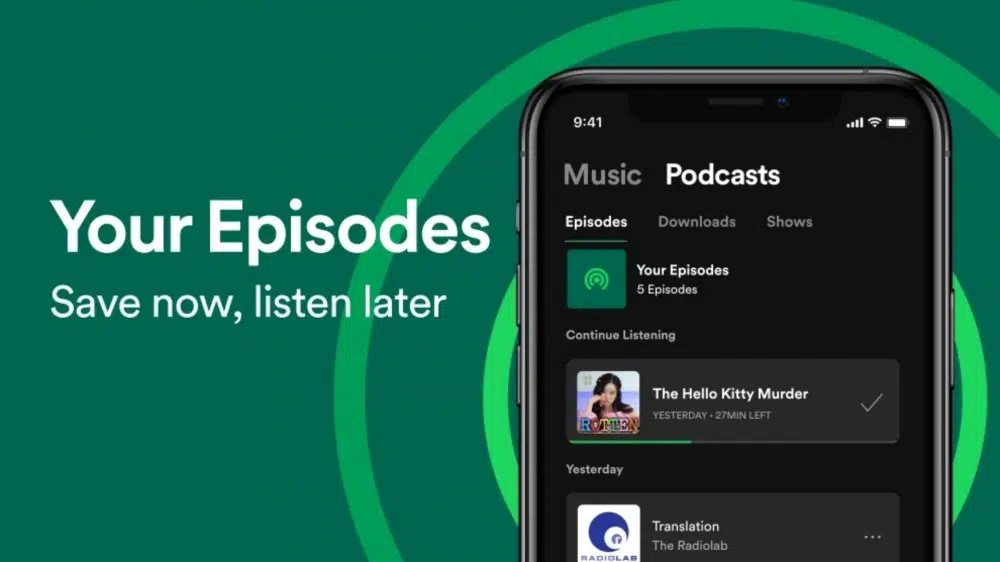 Your Episodes
Save now, listen later
9:41
Music Podcasts
Episodes Downloads Shows
Your Episodes
5 Episodes
Continue Listening
The Hello Kitty Murder
YESTERDAY • 27MIN LEFT
ROTTEN
Yesterday
Translation
The Radiolab
RADIOLAB